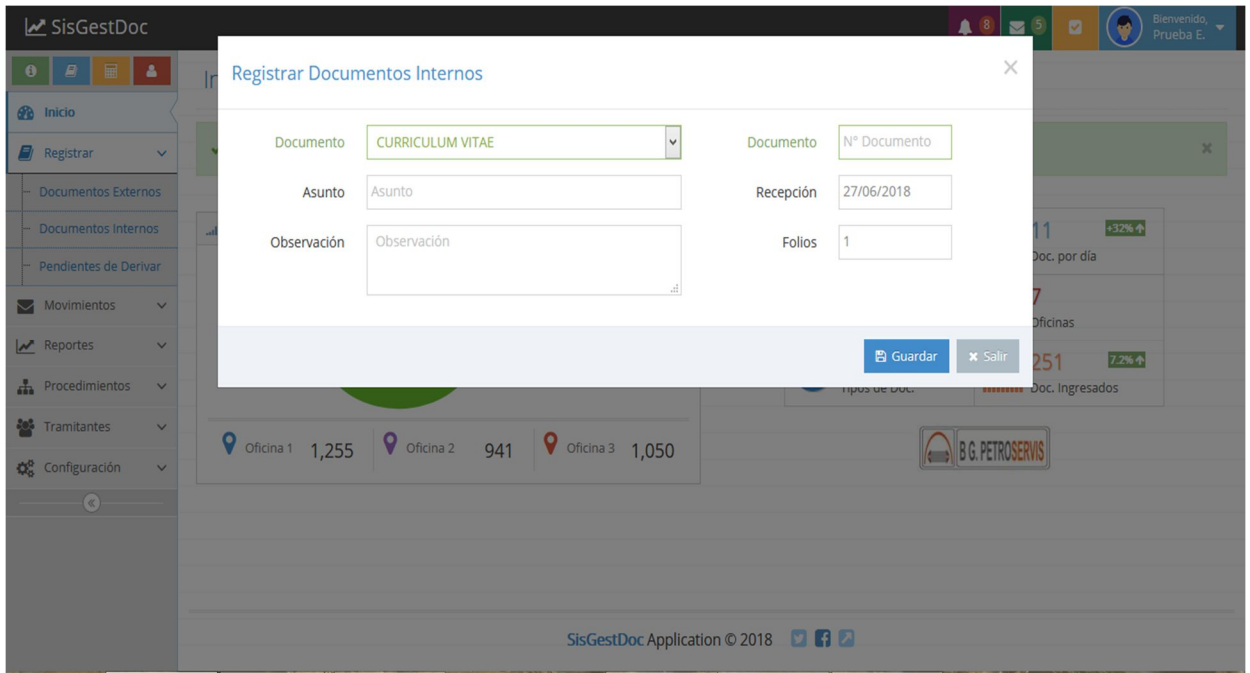 SisGestDoc
8
5
Bienvenido,
Prueba E.
Registrar Documentos Internos
Inicio
Registrar
Documentos Externos
Documentos Internos
Pendientes de Derivar
Movimientos
Reportes
Procedimientos
Tramitantes
Configuración
Documento CURRICULUM VITAE Documento N° Documento
Asunto Asunto Recepción 27/06/2018
Observación Observación Folios 1
Guardar Salir
11 +32%
Doc. por día
7
Oficinas
251 7.2%
Tipos de Doc. Doc. Ingresados
Oficina 1 1,255 Oficina 2 941 Oficina 3 1,050
B G. PETROSERVIS
SisGestDoc Application © 2018